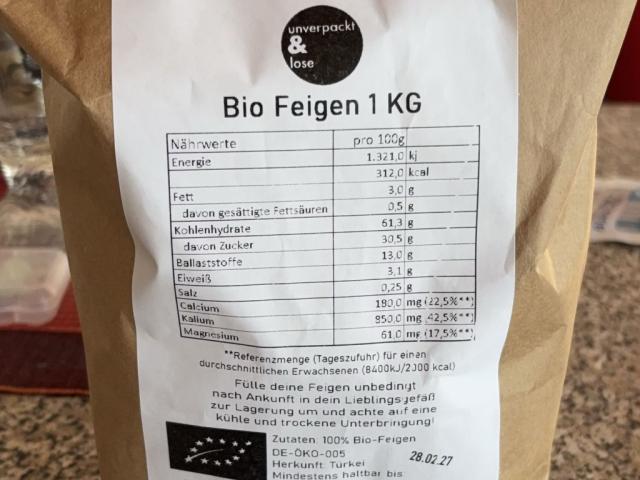 unverpackt
&
lose
Bio Feigen 1 KG
Nährwerte pro 100g
Energie 1.321,0 kj
312,0 kcal
Fett 3,0 g
davon gesättigte Fettsäuren 0,5 g
Kohlenhydrate 61,3 g
davon Zucker 30,5 g
Ballaststoffe 13,0 g
Eiweiß 3,1 g
Salz 0,25 g
Calcium 180,0 mg (22,5%**)
Kalium 850,0 mg (42,5%**)
Magnesium 61,0 mg (17,5%**)
**Referenzmenge (Tageszufuhr) für einen
durchschnittlichen Erwachsenen (8400kJ/2000 kcal)
Fülle deine Feigen unbedingt
nach Ankunft in dein Lieblingsgefäß
zur Lagerung um und achte auf eine
kühle und trockene Unterbringung!
Zutaten: 100% Bio-Feigen
DE-ÖKO-005
Herkunft: Türkei
Mindestens haltbar bis: 28.02.27